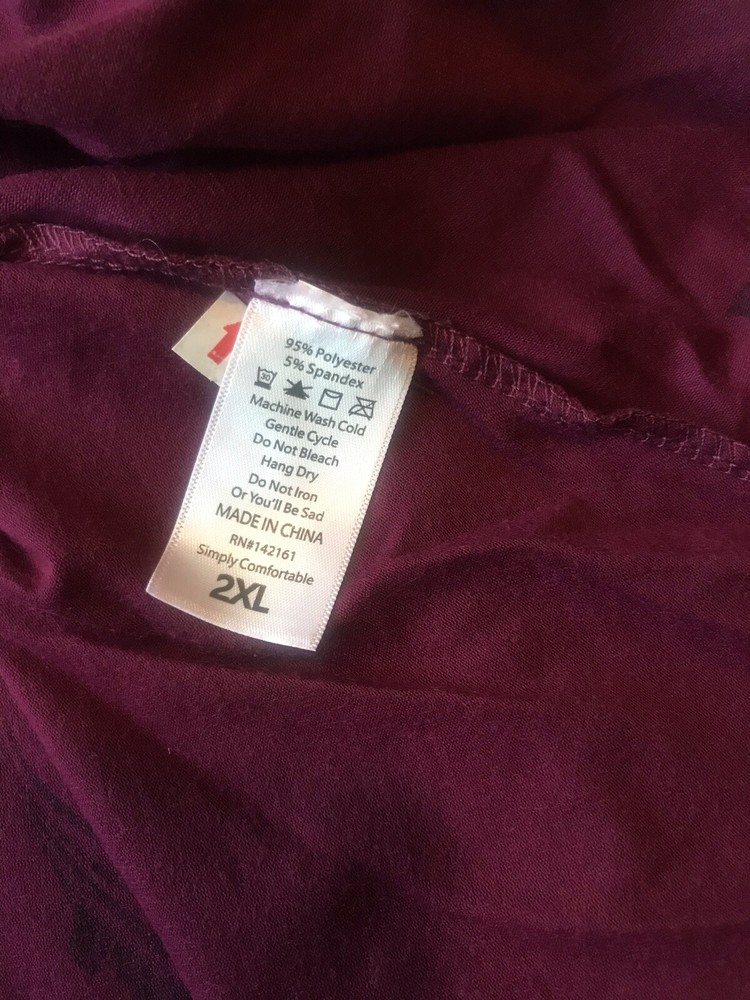 95% Polyester
5% Spandex
30
Machine Wash Cold
Gentle Cycle
Do Not Bleach
Hang Dry
Do Not Iron
Or You'll Be Sad
MADE IN CHINA
RN#142161
Simply Comfortable
2XL